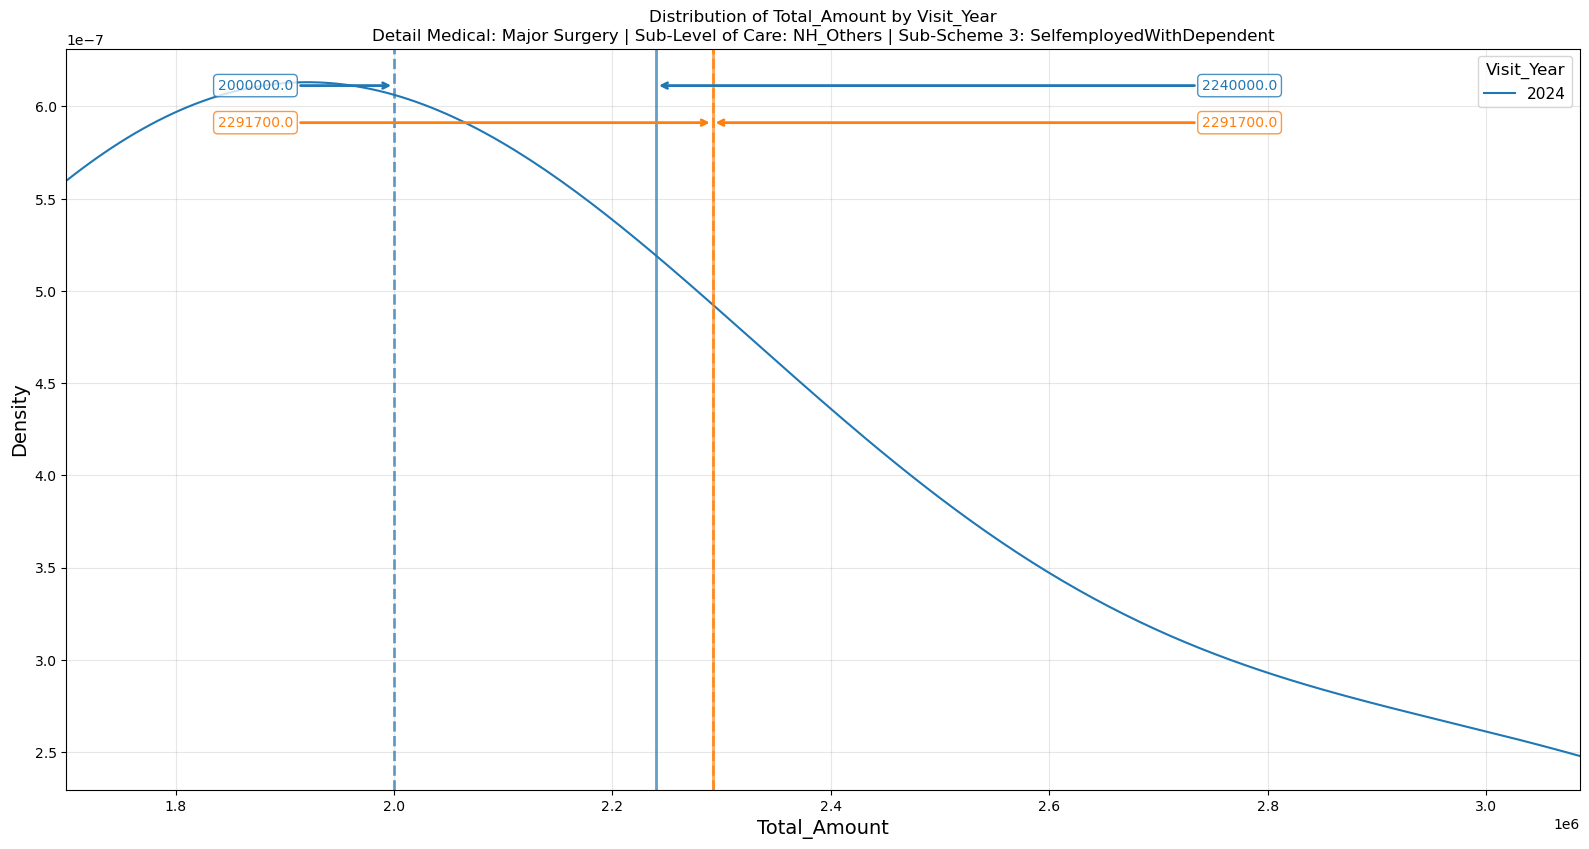 Distribution of Total_Amount by Visit_Year
Detail Medical: Major Surgery | Sub-Level of Care: NH_Others | Sub-Scheme 3: SelfemployedWithDependent
1e−7
2000000.0
2240000.0
2291700.0
2291700.0
Visit_Year
2024
6.0
5.5
5.0
4.5
4.0
3.5
3.0
2.5
Density
1.8
2.0
2.2
2.4
2.6
2.8
3.0
1e6
Total_Amount